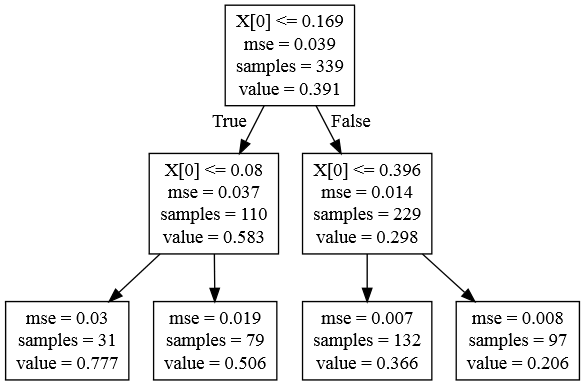 X[0] <= 0.169
mse = 0.039
samples = 339
value = 0.391
True
False
X[0] <= 0.08
mse = 0.037
samples = 110
value = 0.583
X[0] <= 0.396
mse = 0.014
samples = 229
value = 0.298
mse = 0.03
samples = 31
value = 0.777
mse = 0.019
samples = 79
value = 0.506
mse = 0.007
samples = 132
value = 0.366
mse = 0.008
samples = 97
value = 0.206